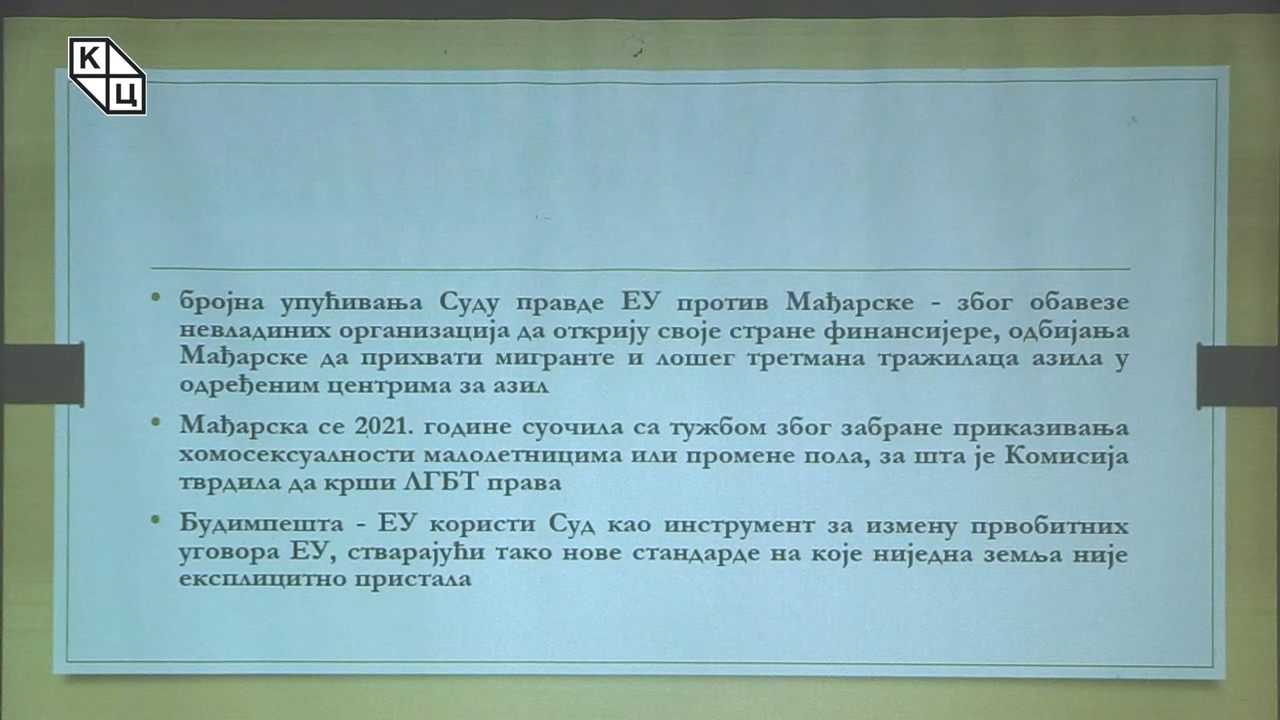 К
Ц
• бројна упућивања Суду правде ЕУ против Мађарске - због обавезе
невладиних организација да открију своје стране финансијере, одбијања
Мађарске да прихвати мигранте и лошег третмана тражилаца азила у
одређеним центрима за азил
• Мађарска се 2021. године суочила са тужбом због забране приказивања
хомосексуалности малолетницима или промене пола, за шта је Комисија
тврдила да крши ЛГБТ права
• Будимпешта - ЕУ користи Суд као инструмент за измену првобитних
уговора ЕУ, стварајући тако нове стандарде на које ниједна земља није
експлицитно пристала